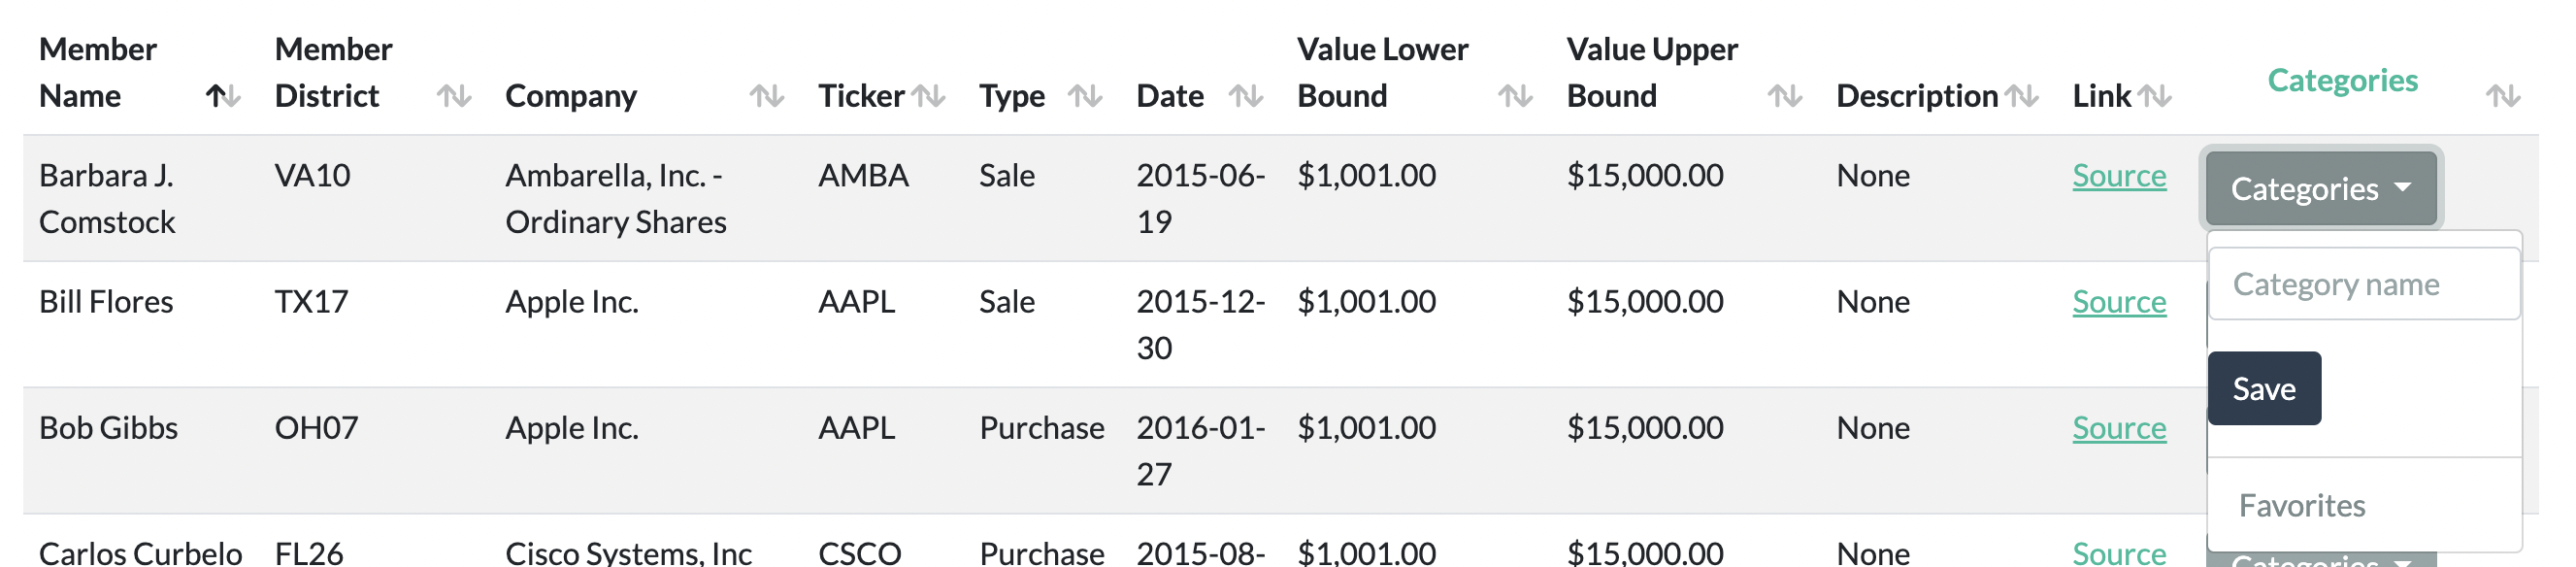 Member Name
Member District
Company
Ticker
Type
Date
Value Lower Bound
Value Upper Bound
Description
Link
Categories
Barbara J. Comstock
VA10
Ambarella, Inc. - Ordinary Shares
AMBA
Sale
2015-06-19
$1,001.00
$15,000.00
None
Source
Categories
Category name
Save
Favorites
Bill Flores
TX17
Apple Inc.
AAPL
Sale
2015-12-30
$1,001.00
$15,000.00
None
Source
Bob Gibbs
OH07
Apple Inc.
AAPL
Purchase
2016-01-27
$1,001.00
$15,000.00
None
Source
Carlos Curbelo
FL26
Cisco Systems, Inc
CSCO
Purchase
2015-08-
$1,001.00
$15,000.00
None
Source
Categories